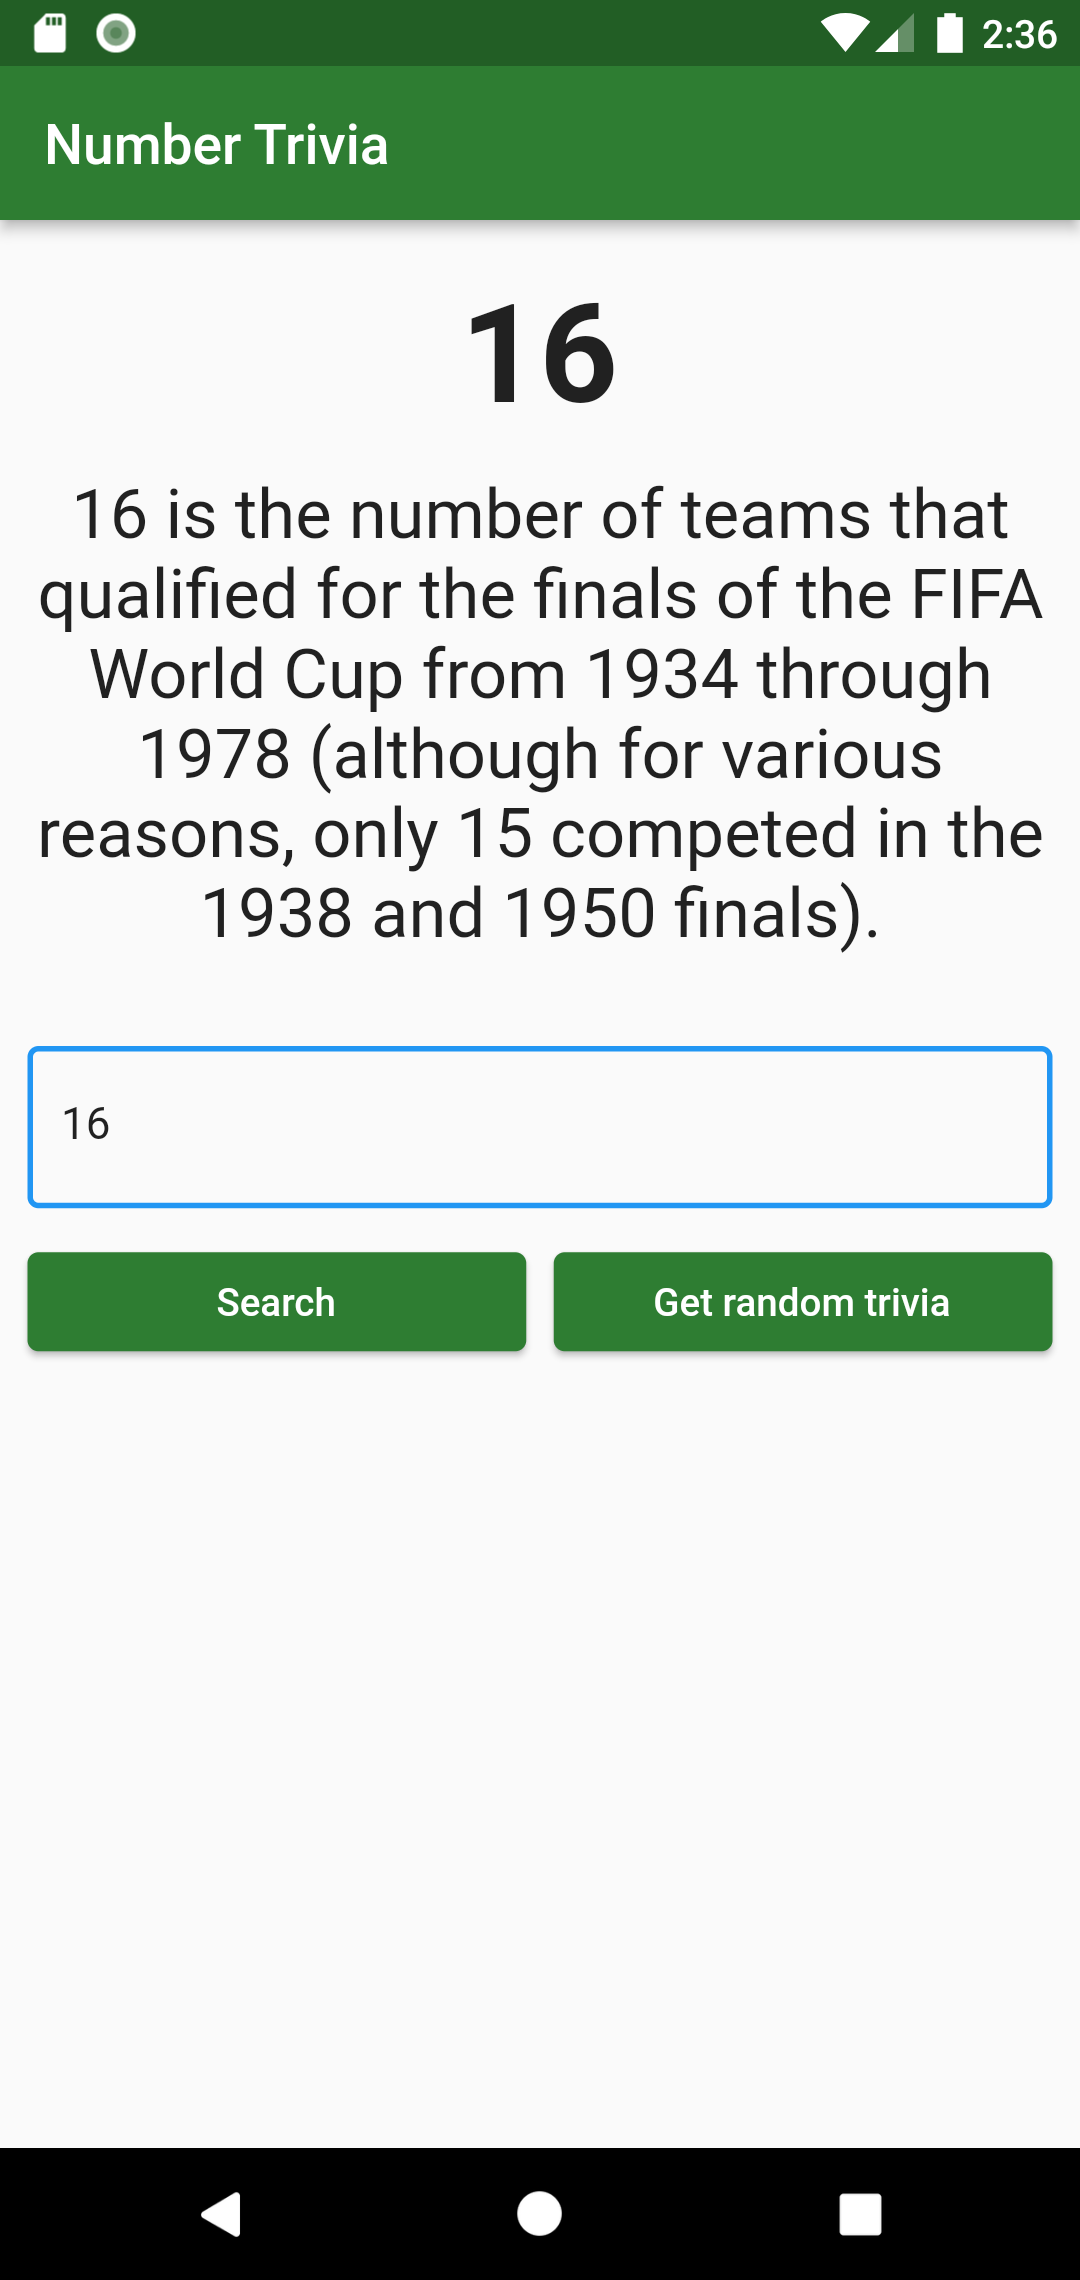 2:36
Number Trivia
16
16 is the number of teams that
qualified for the finals of the FIFA
World Cup from 1934 through
1978 (although for various
reasons, only 15 competed in the
1938 and 1950 finals).
16
Search
Get random trivia